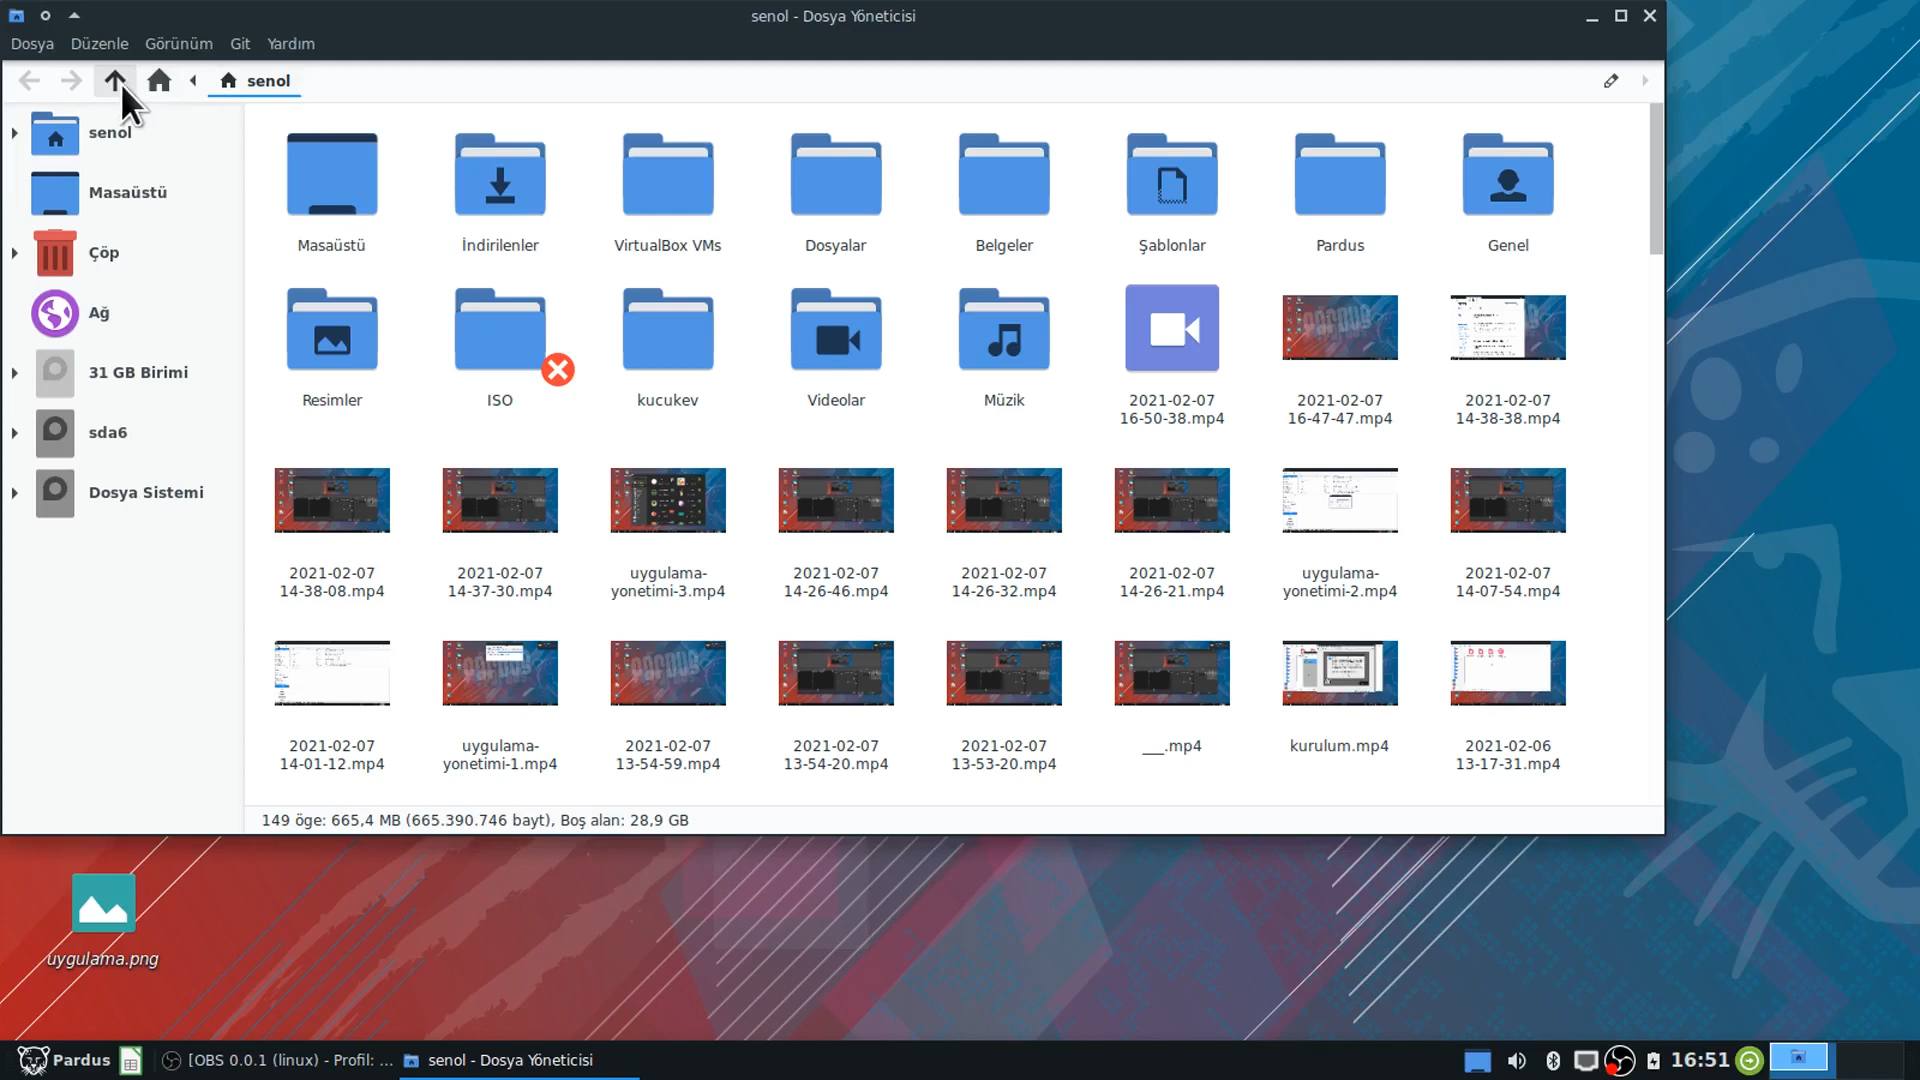 senol - Dosya Yöneticisi
Dosya Düzenle Görünüm Git Yardım
senol
senol
Masaüstü
Çöp
Ağ
31 GB Birimi
sda6
Dosya Sistemi
Masaüstü İndirilenler VirtualBox VMs Dosyalar Belgeler Şablonlar Pardus Genel
Resimler ISO kucukev Videolar Müzik 2021-02-07 2021-02-07 2021-02-07
16-50-38.mp4 16-47-47.mp4 14-38-38.mp4
2021-02-07 2021-02-07 uygulama- 2021-02-07 2021-02-07 2021-02-07 uygulama- 2021-02-07
14-38-08.mp4 14-37-30.mp4 yonetimi-3.mp4 14-26-46.mp4 14-26-32.mp4 14-26-21.mp4 yonetimi-2.mp4 14-07-54.mp4
2021-02-07 uygulama- 2021-02-07 2021-02-07 2021-02-07 ___.mp4 kurulum.mp4 2021-02-06
14-01-12.mp4 yonetimi-1.mp4 13-54-59.mp4 13-54-20.mp4 13-53-20.mp4 13-17-31.mp4
149 öge: 665,4 MB (665.390.746 bayt), Boş alan: 28,9 GB
uygulama.png
Pardus [OBS 0.0.1 (linux) - Profil: ... senol - Dosya Yöneticisi 16:51